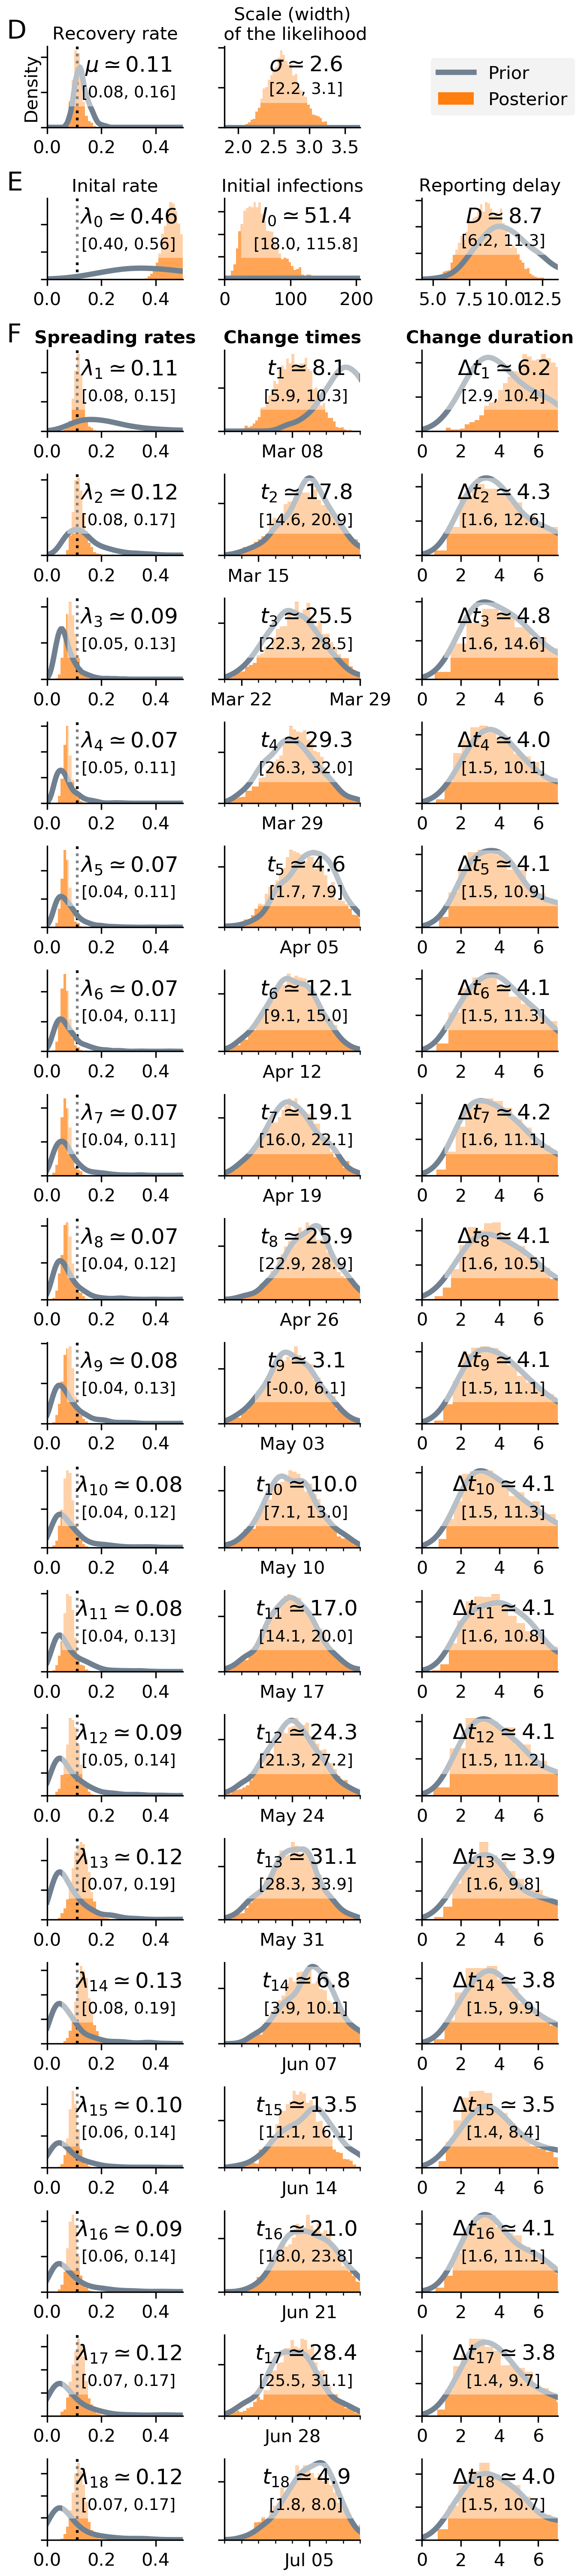 D
Recovery rate
Density
μ ≃ 0.11
[0.08, 0.16]
0.0 0.2 0.4
Scale (width)
of the likelihood
σ ≃ 2.6
[2.2, 3.1]
2.0 2.5 3.0 3.5
Prior
Posterior
E
Inital rate
λ0 ≃ 0.46
[0.40, 0.56]
0.0 0.2 0.4
Initial infections
I0 ≃ 51.4
[18.0, 115.8]
0 100 200
Reporting delay
D ≃ 8.7
[6.2, 11.3]
5.0 7.5 10.0 12.5
F
Spreading rates Change times Change duration
λ1 ≃ 0.11 t1 ≃ 8.1 Δt1 ≃ 6.2
[0.08, 0.15] [5.9, 10.3] [2.9, 10.4]
0.0 0.2 0.4 Mar 08 0 2 4 6
λ2 ≃ 0.12 t2 ≃ 17.8 Δt2 ≃ 4.3
[0.08, 0.17] [14.6, 20.9] [1.6, 12.6]
0.0 0.2 0.4 Mar 15 0 2 4 6
λ3 ≃ 0.09 t3 ≃ 25.5 Δt3 ≃ 4.8
[0.05, 0.13] [22.3, 28.5] [1.6, 14.6]
0.0 0.2 0.4 Mar 22 Mar 29 0 2 4 6
λ4 ≃ 0.07 t4 ≃ 29.3 Δt4 ≃ 4.0
[0.05, 0.11] [26.3, 32.0] [1.5, 10.1]
0.0 0.2 0.4 Mar 29 0 2 4 6
λ5 ≃ 0.07 t5 ≃ 4.6 Δt5 ≃ 4.1
[0.04, 0.11] [1.7, 7.9] [1.5, 10.9]
0.0 0.2 0.4 Apr 05 0 2 4 6
λ6 ≃ 0.07 t6 ≃ 12.1 Δt6 ≃ 4.1
[0.04, 0.11] [9.1, 15.0] [1.5, 11.3]
0.0 0.2 0.4 Apr 12 0 2 4 6
λ7 ≃ 0.07 t7 ≃ 19.1 Δt7 ≃ 4.2
[0.04, 0.11] [16.0, 22.1] [1.6, 11.1]
0.0 0.2 0.4 Apr 19 0 2 4 6
λ8 ≃ 0.07 t8 ≃ 25.9 Δt8 ≃ 4.1
[0.04, 0.12] [22.9, 28.9] [1.6, 10.5]
0.0 0.2 0.4 Apr 26 0 2 4 6
λ9 ≃ 0.08 t9 ≃ 3.1 Δt9 ≃ 4.1
[0.04, 0.13] [-0.0, 6.1] [1.5, 11.1]
0.0 0.2 0.4 May 03 0 2 4 6
λ10 ≃ 0.08 t10 ≃ 10.0 Δt10 ≃ 4.1
[0.04, 0.12] [7.1, 13.0] [1.5, 11.3]
0.0 0.2 0.4 May 10 0 2 4 6
λ11 ≃ 0.08 t11 ≃ 17.0 Δt11 ≃ 4.1
[0.04, 0.13] [14.1, 20.0] [1.6, 10.8]
0.0 0.2 0.4 May 17 0 2 4 6
λ12 ≃ 0.09 t12 ≃ 24.3 Δt12 ≃ 4.1
[0.05, 0.14] [21.3, 27.2] [1.5, 11.2]
0.0 0.2 0.4 May 24 0 2 4 6
λ13 ≃ 0.12 t13 ≃ 31.1 Δt13 ≃ 3.9
[0.07, 0.19] [28.3, 33.9] [1.6, 9.8]
0.0 0.2 0.4 May 31 0 2 4 6
λ14 ≃ 0.13 t14 ≃ 6.8 Δt14 ≃ 3.8
[0.08, 0.19] [3.9, 10.1] [1.5, 9.9]
0.0 0.2 0.4 Jun 07 0 2 4 6
λ15 ≃ 0.10 t15 ≃ 13.5 Δt15 ≃ 3.5
[0.06, 0.14] [11.1, 16.1] [1.4, 8.4]
0.0 0.2 0.4 Jun 14 0 2 4 6
λ16 ≃ 0.09 t16 ≃ 21.0 Δt16 ≃ 4.1
[0.06, 0.14] [18.0, 23.8] [1.6, 11.1]
0.0 0.2 0.4 Jun 21 0 2 4 6
λ17 ≃ 0.12 t17 ≃ 28.4 Δt17 ≃ 3.8
[0.07, 0.17] [25.5, 31.1] [1.4, 9.7]
0.0 0.2 0.4 Jun 28 0 2 4 6
λ18 ≃ 0.12 t18 ≃ 4.9 Δt18 ≃ 4.0
[0.07, 0.17] [1.8, 8.0] [1.5, 10.7]
0.0 0.2 0.4 Jul 05 0 2 4 6